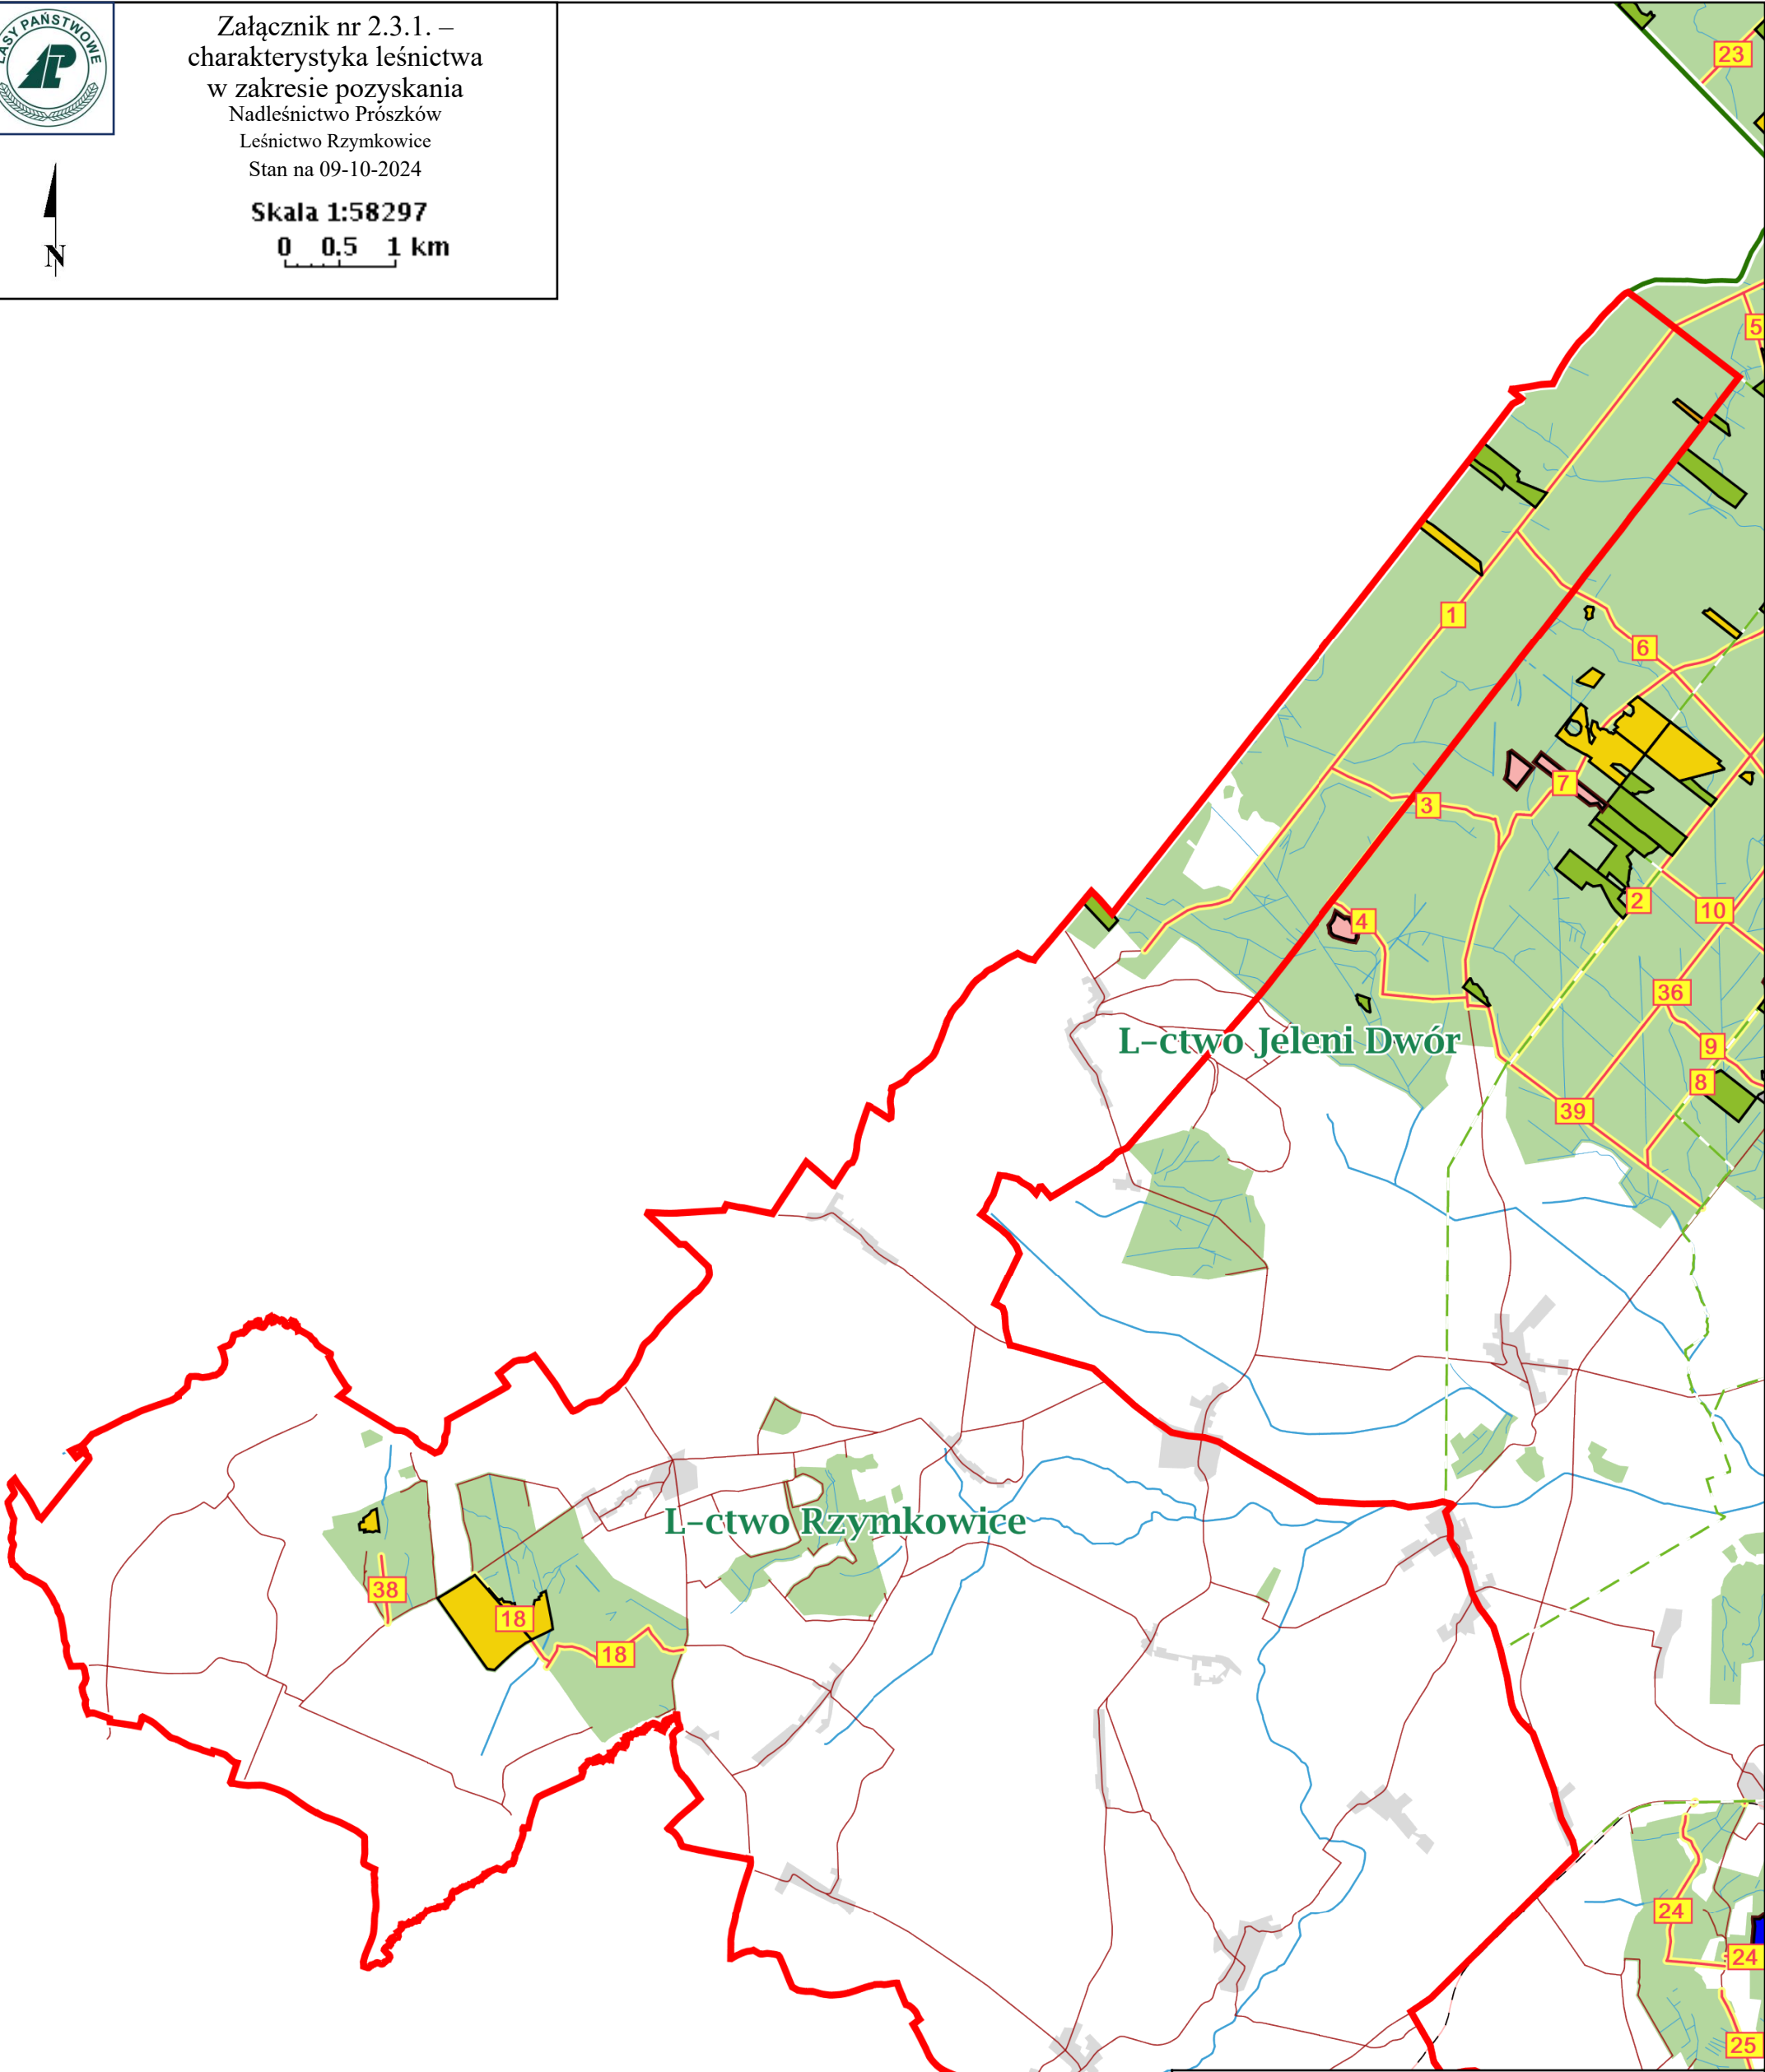 LASY PAŃSTWOWE
Załącznik nr 2.3.1. –
charakterystyka leśnictwa
w zakresie pozyskania
Nadleśnictwo Prószków
Leśnictwo Rzymkowice
Stan na 09-10-2024
Skala 1:58297
0 0.5 1 km
N
23
5
1
6
3
7
4
2
10
36
9
8
39
L-ctwo Jeleni Dwór
L-ctwo Rzymkowice
38
18
18
24
24
25